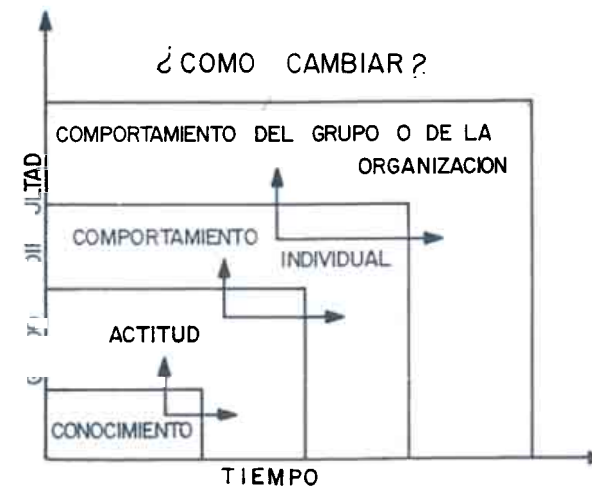 ¿COMO CAMBIAR?
COMPORTAMIENTO DEL GRUPO O DE LA
ORGANIZACION
COMPORTAMIENTO
INDIVIDUAL
ACTITUD
CONOCIMIENTO
TIEMPO